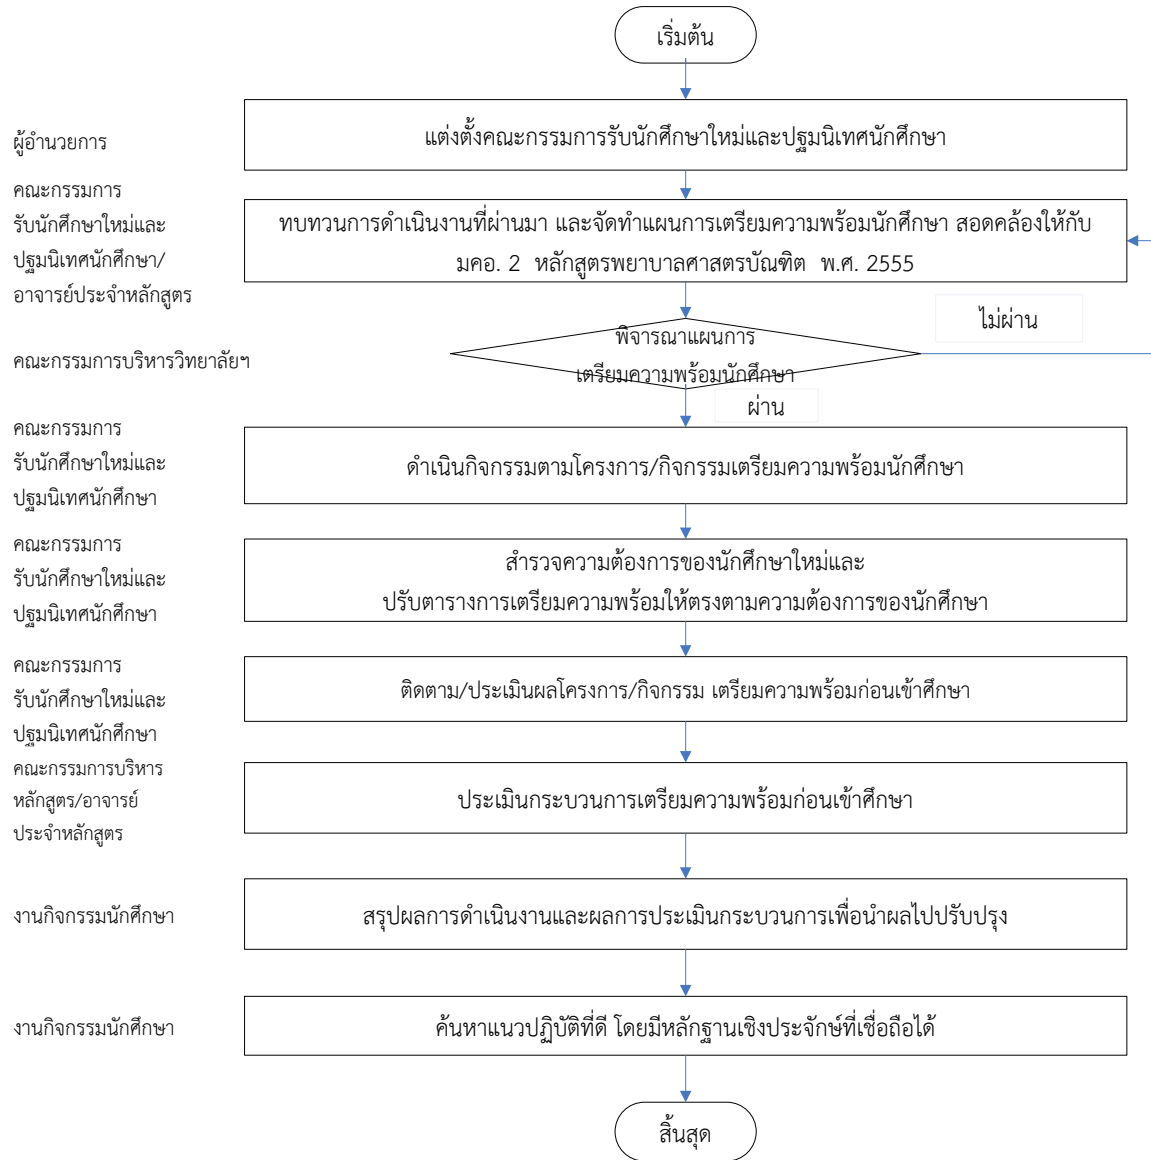 เริ่มต้น
ผู้อำนวยการ
แต่งตั้งคณะกรรมการรับนักศึกษาใหม่และปฐมนิเทศนักศึกษา
คณะกรรมการ
รับนักศึกษาใหม่และ
ปฐมนิเทศนักศึกษา/
อาจารย์ประจำหลักสูตร
ทบทวนการดำเนินงานที่ผ่านมา และจัดทำแผนการเตรียมความพร้อมนักศึกษา สอดคล้องให้กับ
มคอ. 2 หลักสูตรพยาบาลศาสตรบัณฑิต พ.ศ. 2555
ไม่ผ่าน
คณะกรรมการบริหารวิทยาลัยฯ
พิจารณาแผนการ
เตรียมความพร้อมนักศึกษา
ผ่าน
คณะกรรมการ
รับนักศึกษาใหม่และ
ปฐมนิเทศนักศึกษา
ดำเนินกิจกรรมตามโครงการ/กิจกรรมเตรียมความพร้อมนักศึกษา
คณะกรรมการ
รับนักศึกษาใหม่และ
ปฐมนิเทศนักศึกษา
สำรวจความต้องการของนักศึกษาใหม่และ
ปรับตารางการเตรียมความพร้อมให้ตรงตามความต้องการของนักศึกษา
คณะกรรมการ
รับนักศึกษาใหม่และ
ปฐมนิเทศนักศึกษา
ติดตาม/ประเมินผลโครงการ/กิจกรรม เตรียมความพร้อมก่อนเข้าศึกษา
คณะกรรมการบริหาร
หลักสูตร/อาจารย์
ประจำหลักสูตร
ประเมินกระบวนการเตรียมความพร้อมก่อนเข้าศึกษา
งานกิจกรรมนักศึกษา
สรุปผลการดำเนินงานและผลการประเมินกระบวนการเพื่อนำผลไปปรับปรุง
งานกิจกรรมนักศึกษา
ค้นหาแนวปฏิบัติที่ดี โดยมีหลักฐานเชิงประจักษ์ที่เชื่อถือได้
สิ้นสุด